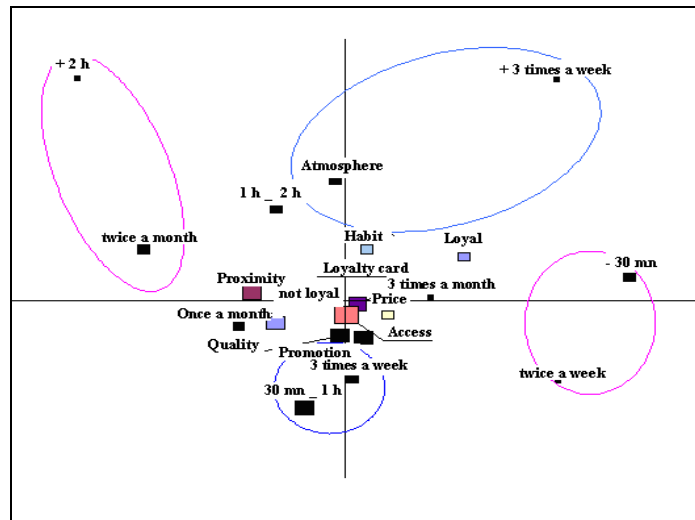 + 2 h
+ 3 times a week
Atmosphere
1 h _ 2 h
twice a month
Habit
Loyal
Loyalty card
- 30 mn
Proximity
not loyal
3 times a month
Price
Once a month
Access
Quality
Promotion
3 times a week
twice a week
30 mn _ 1 h